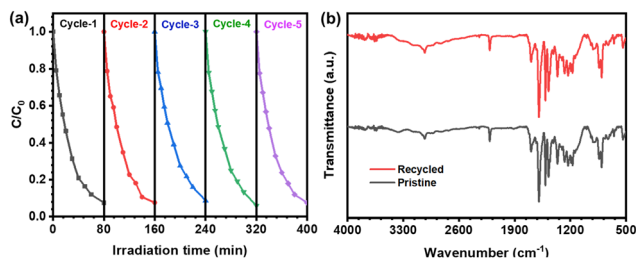 (a)
Cycle-1 Cycle-2 Cycle-3 Cycle-4 Cycle-5
C/C₀
1.0
0.8
0.6
0.4
0.2
0.0
0 80 160 240 320 400
Irradiation time (min)
(b)
Transmittance (a.u.)
Recycled
Pristine
4000 3300 2600 1900 1200 500
Wavenumber (cm⁻¹)